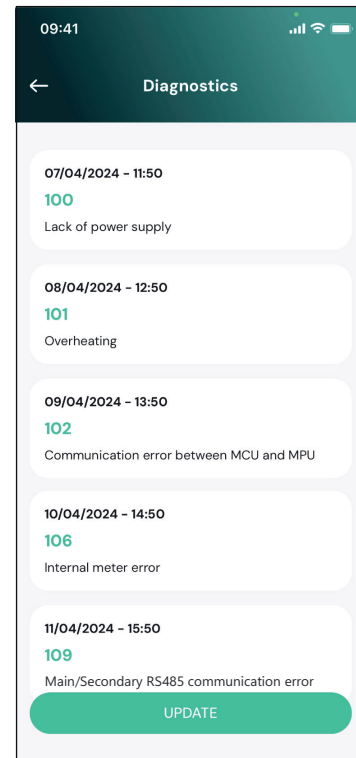 09:41
Diagnostics
07/04/2024 - 11:50
100
Lack of power supply
08/04/2024 - 12:50
101
Overheating
09/04/2024 - 13:50
102
Communication error between MCU and MPU
10/04/2024 - 14:50
106
Internal meter error
11/04/2024 - 15:50
109
Main/Secondary RS485 communication error
UPDATE